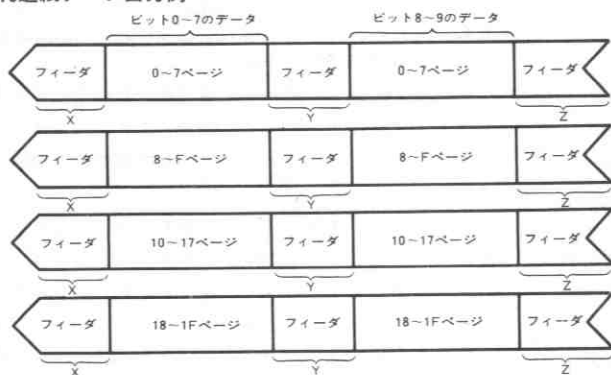 ビット0～7のデータ ビット8～9のデータ
フィーダ 0～7ページ フィーダ 0～7ページ フィーダ
X Y Z
フィーダ 8～Fページ フィーダ 8～Fページ フィーダ
X Y Z
フィーダ 10～17ページ フィーダ 10～17ページ フィーダ
X Y Z
フィーダ 18～1Fページ フィーダ 18～1Fページ フィーダ
X Y Z